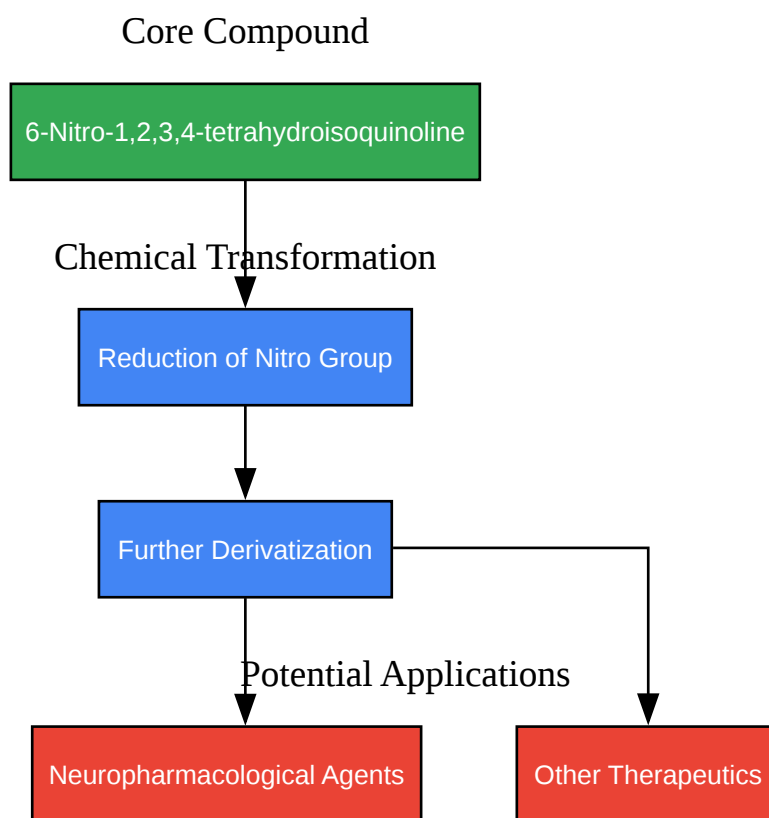 Core Compound
6-Nitro-1,2,3,4-tetrahydroisoquinoline
Chemical Transformation
Reduction of Nitro Group
Further Derivatization
Potential Applications
Neuropharmacological Agents
Other Therapeutics